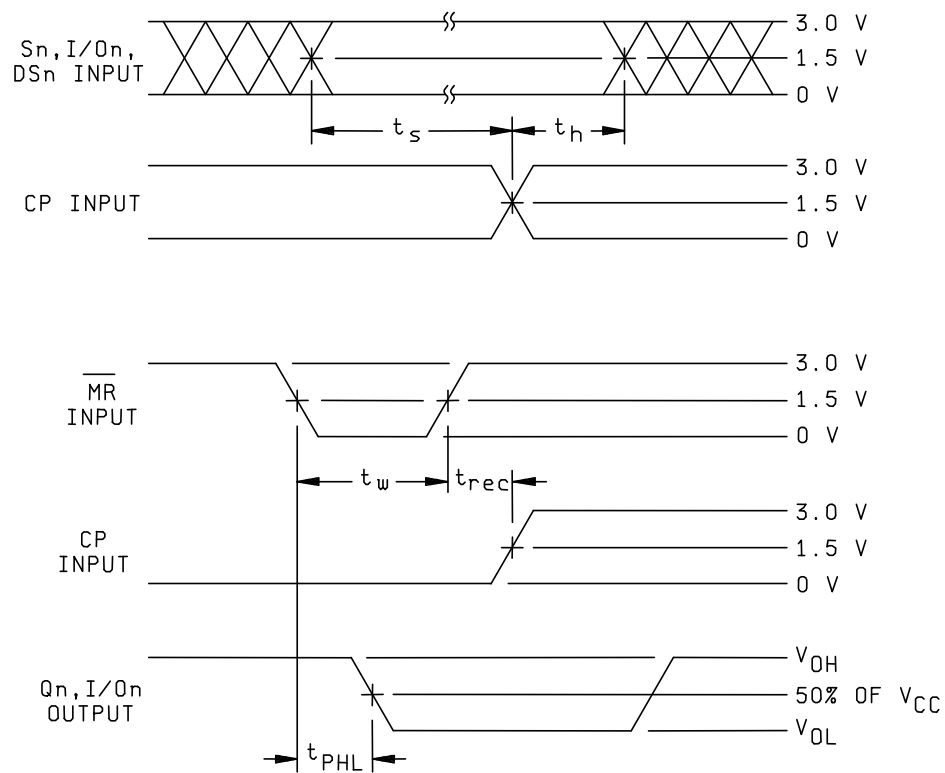 Sn,I/On,
DSn INPUT
3.0 V
1.5 V
0 V
ts
th
CP INPUT
3.0 V
1.5 V
0 V
MR
INPUT
3.0 V
1.5 V
0 V
tw
trec
CP
INPUT
3.0 V
1.5 V
0 V
Qn,I/On
OUTPUT
VOH
50% OF VCC
VOL
tPHL